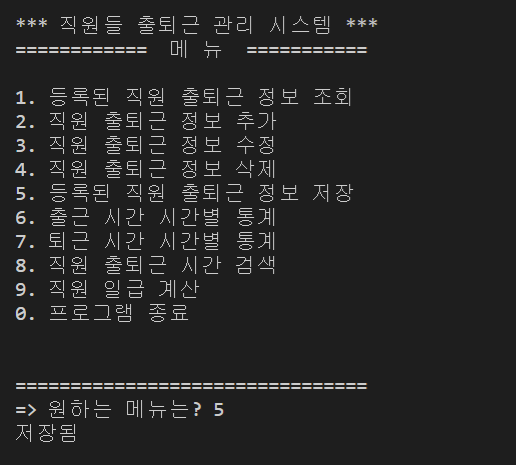 *** 직원들 출퇴근 관리 시스템 ***
============ 메 뉴 ===========
1. 등록된 직원 출퇴근 정보 조회
2. 직원 출퇴근 정보 추가
3. 직원 출퇴근 정보 수정
4. 직원 출퇴근 정보 삭제
5. 등록된 직원 출퇴근 정보 저장
6. 출근 시간 시간별 통계
7. 퇴근 시간 시간별 통계
8. 직원 출퇴근 시간 검색
9. 직원 일급 계산
0. 프로그램 종료
================================
=> 원하는 메뉴는? 5
저장됨